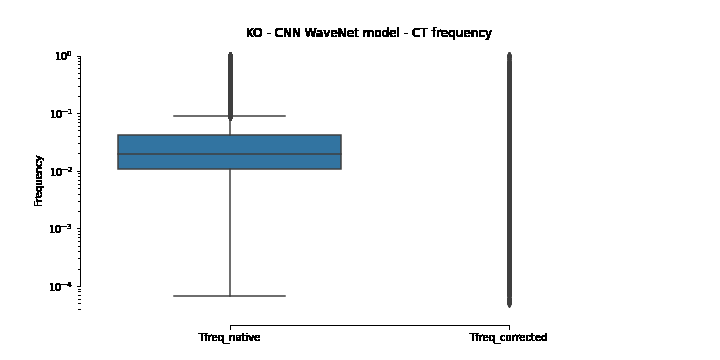 KO - CNN WaveNet model - CT frequency
Frequency
10⁰
10⁻¹
10⁻²
10⁻³
10⁻⁴
Tfreq_native
Tfreq_corrected